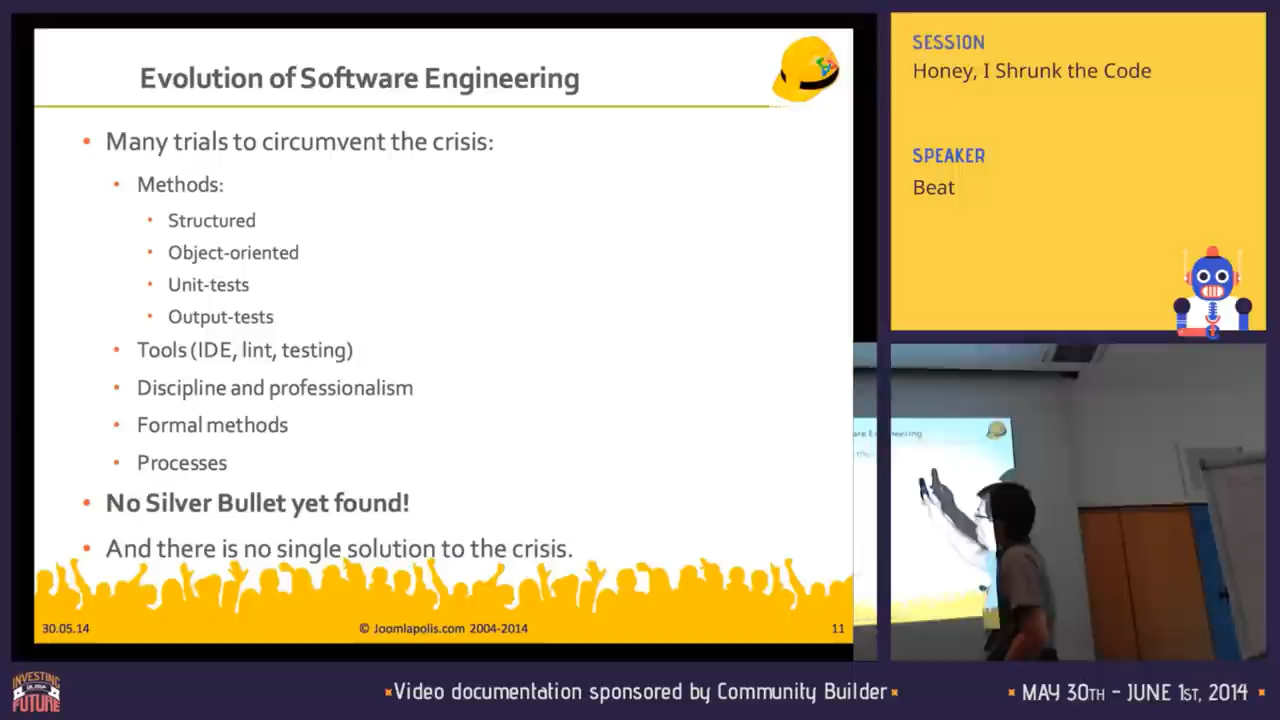 Evolution of Software Engineering
• Many trials to circumvent the crisis:
• Methods:
• Structured
• Object-oriented
• Unit-tests
• Output-tests
• Tools (IDE, lint, testing)
• Discipline and professionalism
• Formal methods
• Processes
• No Silver Bullet yet found!
• And there is no single solution to the crisis.
30.05.14
© Joomlapolis.com 2004-2014
11
SESSION
Honey, I Shrunk the Code
SPEAKER
Beat
INVESTING
IN OUR
FUTURE
Video documentation sponsored by Community Builder
MAY 30TH - JUNE 1ST, 2014